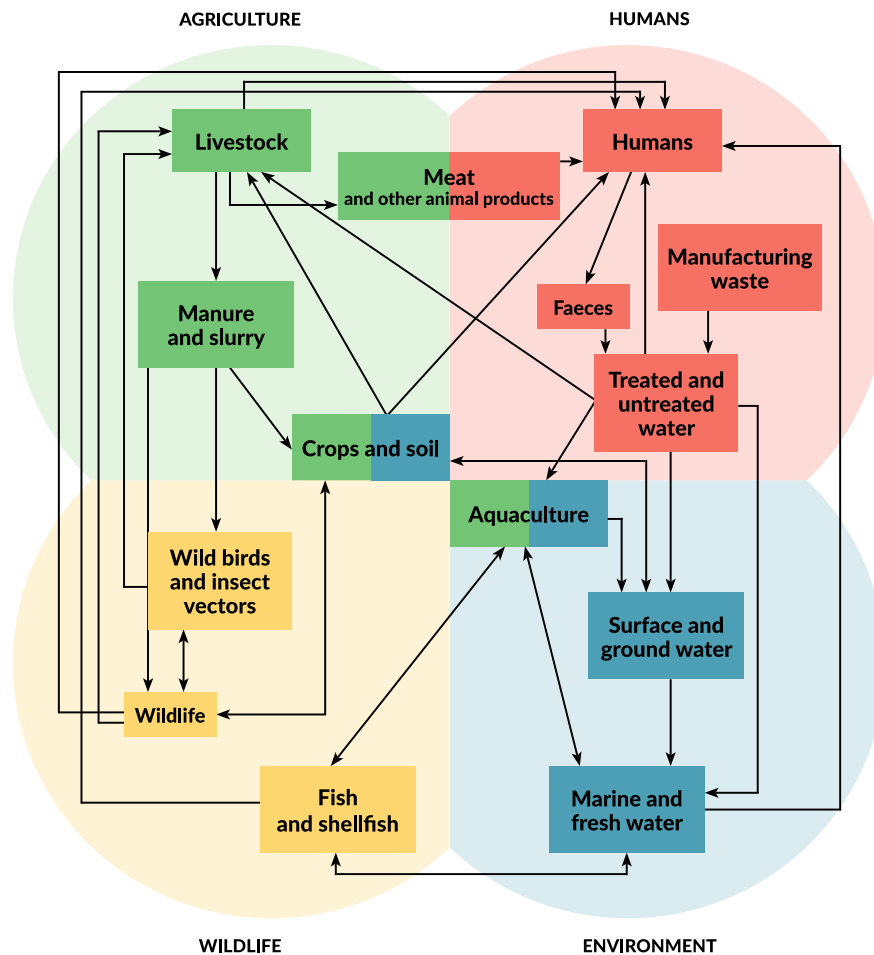 AGRICULTURE
HUMANS
Livestock
Humans
Meat
and other animal products
Manufacturing
waste
Manure
and slurry
Faeces
Treated and
untreated
water
Crops and soil
Aquaculture
Wild birds
and insect
vectors
Surface and
ground water
Wildlife
Fish
and shellfish
Marine and
fresh water
WILDLIFE
ENVIRONMENT